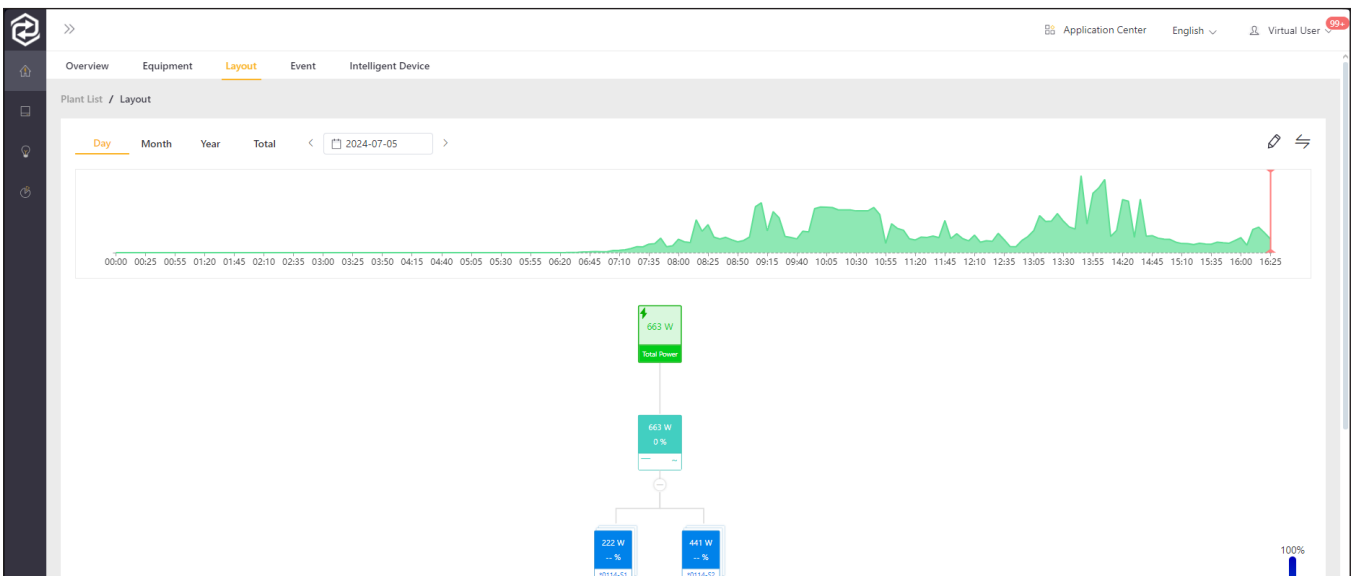 99+
Application Center English Virtual User
Overview Equipment Layout Event Intelligent Device
Plant List / Layout
Day Month Year Total 2024-07-05
00:00 00:25 00:55 01:20 01:45 02:10 02:35 03:00 03:25 03:50 04:15 04:40 05:05 05:30 05:55 06:20 06:45 07:10 07:35 08:00 08:25 08:50 09:15 09:40 10:05 10:30 10:55 11:20 11:45 12:10 12:35 13:05 13:30 13:55 14:20 14:45 15:10 15:35 16:00 16:25
663 W
Total Power
663 W
0 %
222 W 441 W
-- % -- %
*0114-S1 *0114-S2
100%